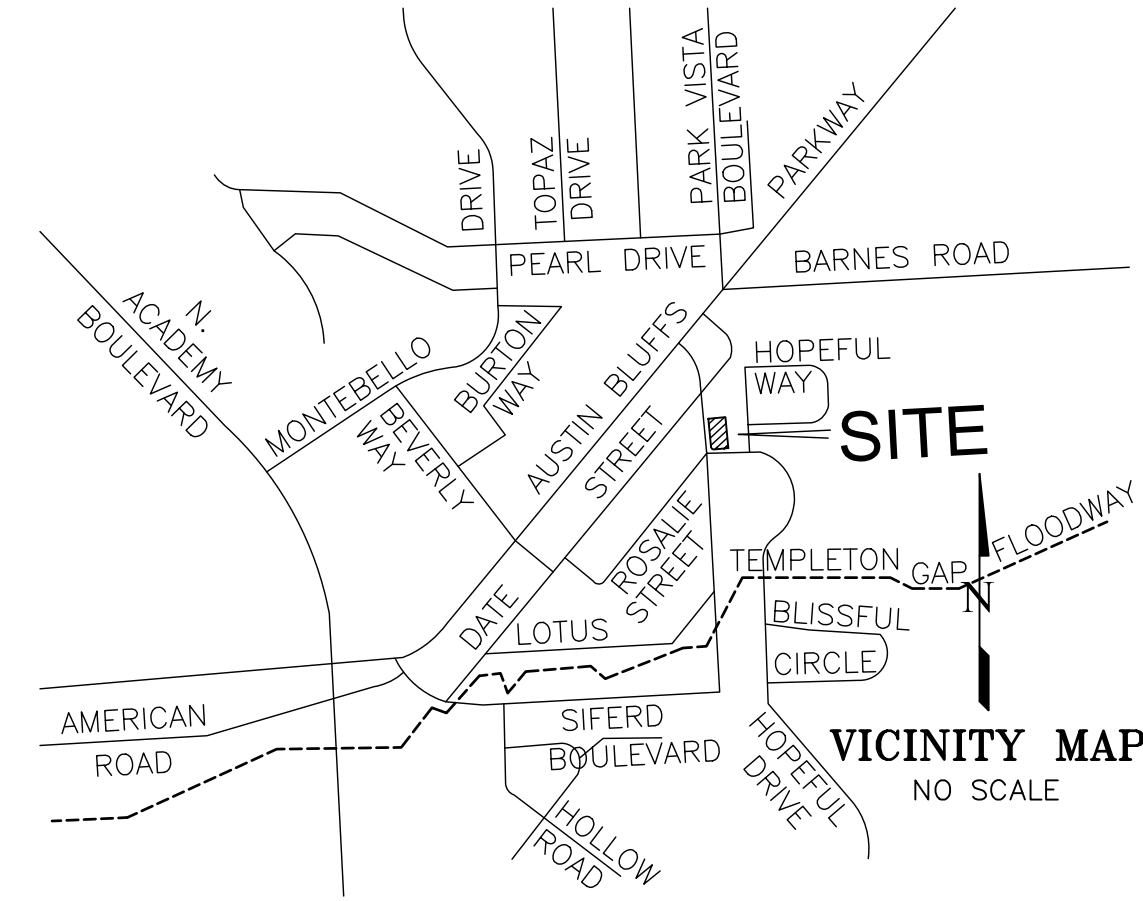 PARK VISTA
BOULEVARD
PARKWAY
DRIVE
TOPAZ
DRIVE
PEARL DRIVE
BARNES ROAD
N.
ACADEMY
BOULEVARD
MONTEBELLO
BURTON
WAY
BEVERLY
WAY
AUSTIN BLUFFS
HOPEFUL
WAY
SITE
STREET
ROSALIE
STREET
TEMPLETON GAP FLOODWAY
N
DATE
LOTUS
BLISSFUL
CIRCLE
AMERICAN
ROAD
SIFERD
BOULEVARD
HOPEFUL
DRIVE
VICINITY MAP
NO SCALE
HOLLOW
ROAD